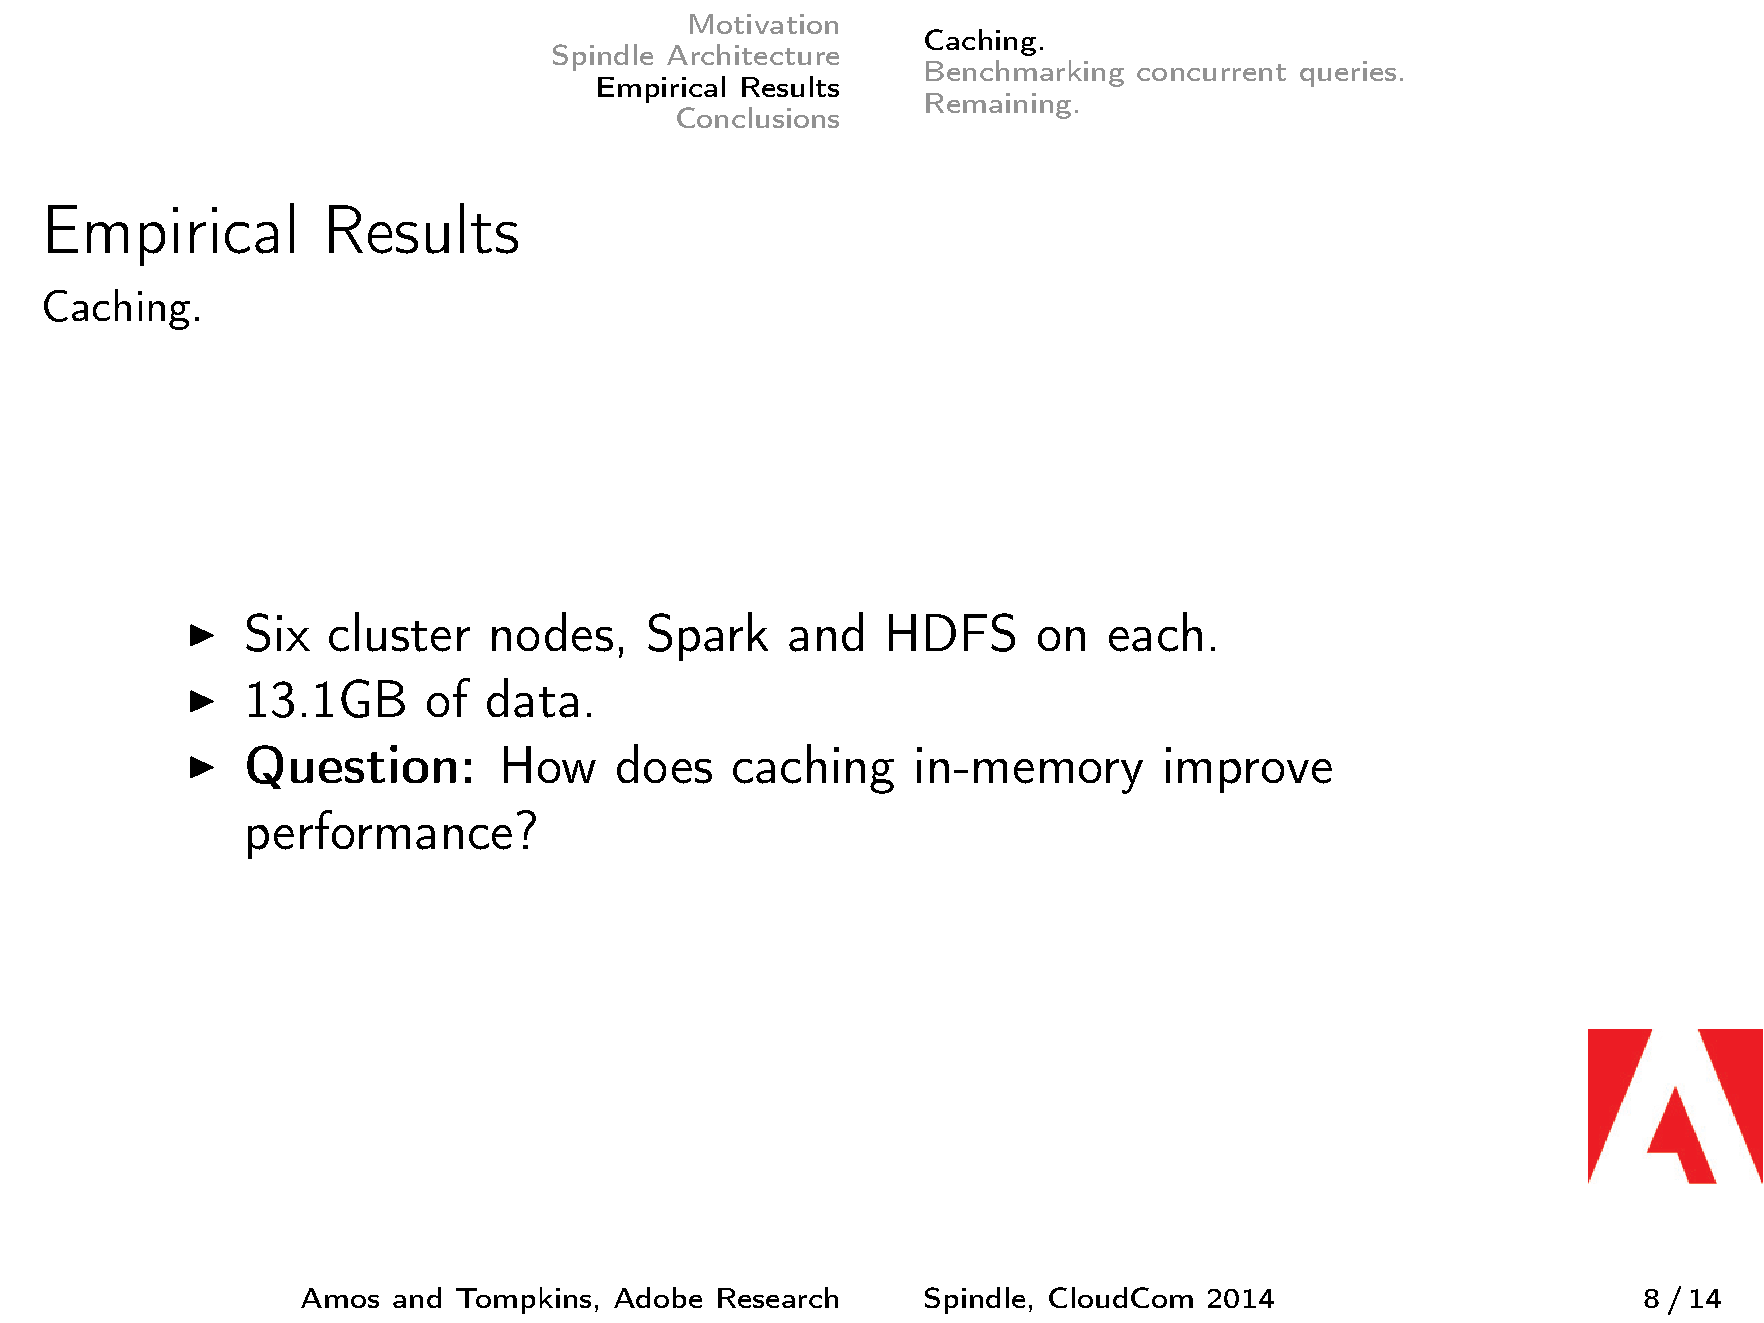 Motivation
Spindle Architecture
Empirical Results
Conclusions
Caching.
Benchmarking concurrent queries.
Remaining.
Empirical Results
Caching.
▶ Six cluster nodes, Spark and HDFS on each.
▶ 13.1GB of data.
▶ Question: How does caching in-memory improve
performance?
Amos and Tompkins, Adobe Research
Spindle, CloudCom 2014
8 / 14